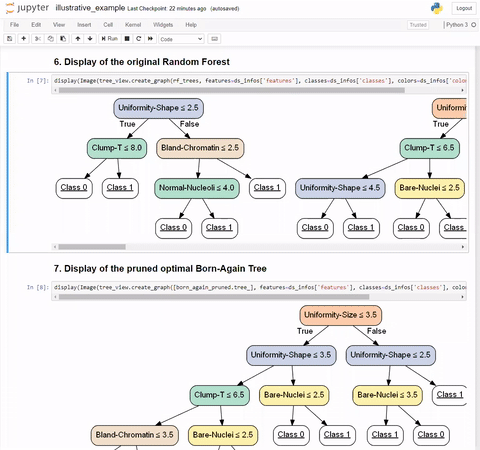 jupyter illustrative_example Last Checkpoint: 22 minutes ago (autosaved)
Logout
File Edit View Insert Cell Kernel Widgets Help
Trusted
Python 3
Run
Code
6. Display of the original Random Forest
In [7]: display(Image(tree_view.create_graph(rf_trees, features=ds_infos['features'], classes=ds_infos['classes'], colors=ds_infos['colo
Uniformity-Shape ≤ 2.5
True False True
Clump-T ≤ 8.0 Bland-Chromatin ≤ 2.5 Clump-T ≤ 6.5
Class 0 Class 1 Normal-Nucleoli ≤ 4.0 Class 1 Uniformity-Shape ≤ 4.5 Bare-Nuclei ≤ 2.5
Class 0 Class 1 Class 0 Class 1 Class 0 Class 1
7. Display of the pruned optimal Born-Again Tree
In [8]: display(Image(tree_view.create_graph([born_again_pruned.tree_], features=ds_infos['features'], classes=ds_infos['classes'], colo
Uniformity-Size ≤ 3.5
True False
Uniformity-Shape ≤ 3.5 Uniformity-Shape ≤ 2.5
Clump-T ≤ 6.5 Bare-Nuclei ≤ 2.5 Bare-Nuclei ≤ 3.5 Class 1
Bland-Chromatin ≤ 3.5 Bare-Nuclei ≤ 2.5 Class 0 Class 1 Class 0 Class 1